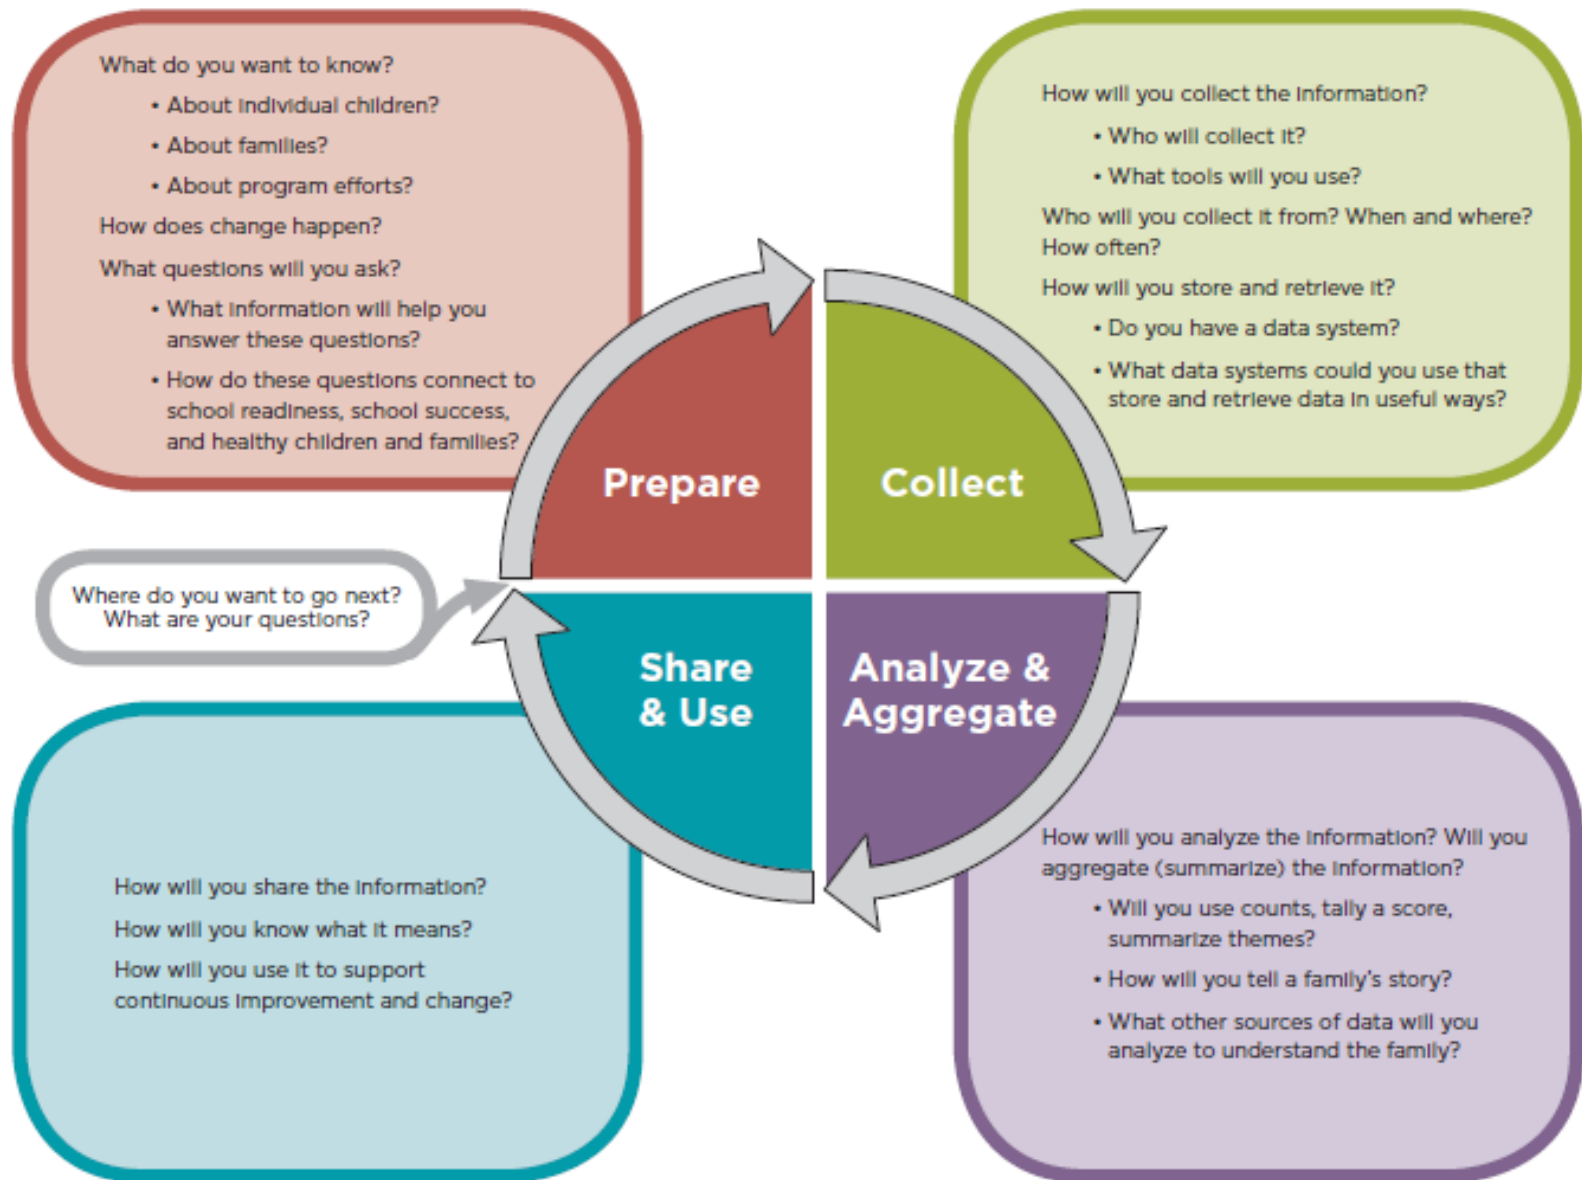 What do you want to know?
• About individual children?
• About families?
• About program efforts?
How does change happen?
What questions will you ask?
• What information will help you
answer these questions?
• How do these questions connect to
school readiness, school success,
and healthy children and families?
How will you collect the information?
• Who will collect it?
• What tools will you use?
Who will you collect it from? When and where?
How often?
How will you store and retrieve it?
• Do you have a data system?
• What data systems could you use that
store and retrieve data in useful ways?
Prepare
Collect
Where do you want to go next?
What are your questions?
Share
& Use
Analyze &
Aggregate
How will you share the information?
How will you know what it means?
How will you use it to support
continuous improvement and change?
How will you analyze the information? Will you
aggregate (summarize) the information?
• Will you use counts, tally a score,
summarize themes?
• How will you tell a family's story?
• What other sources of data will you
analyze to understand the family?